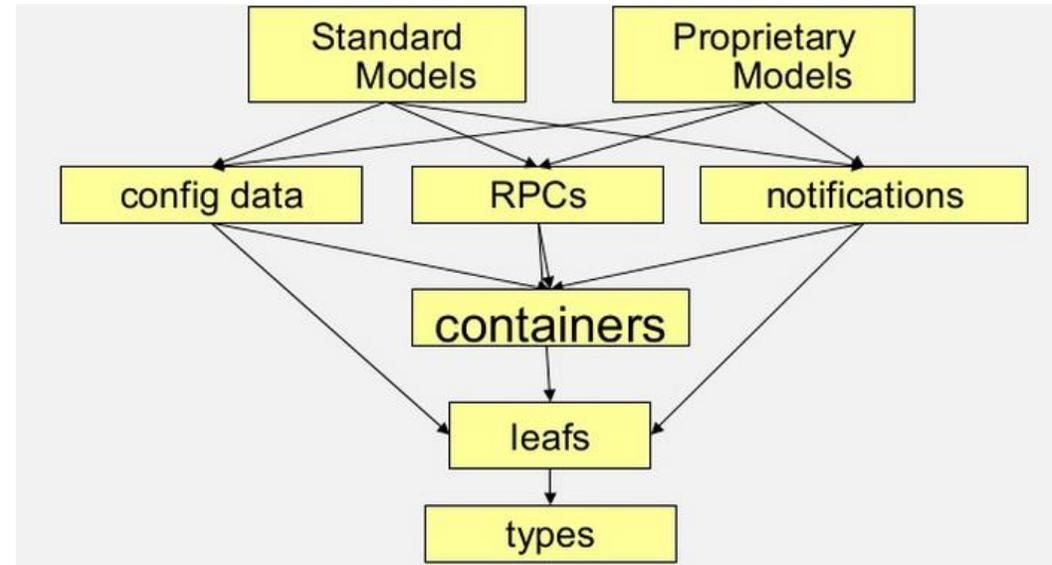 Standard
Models
Proprietary
Models
config data
RPCs
notifications
containers
leafs
types